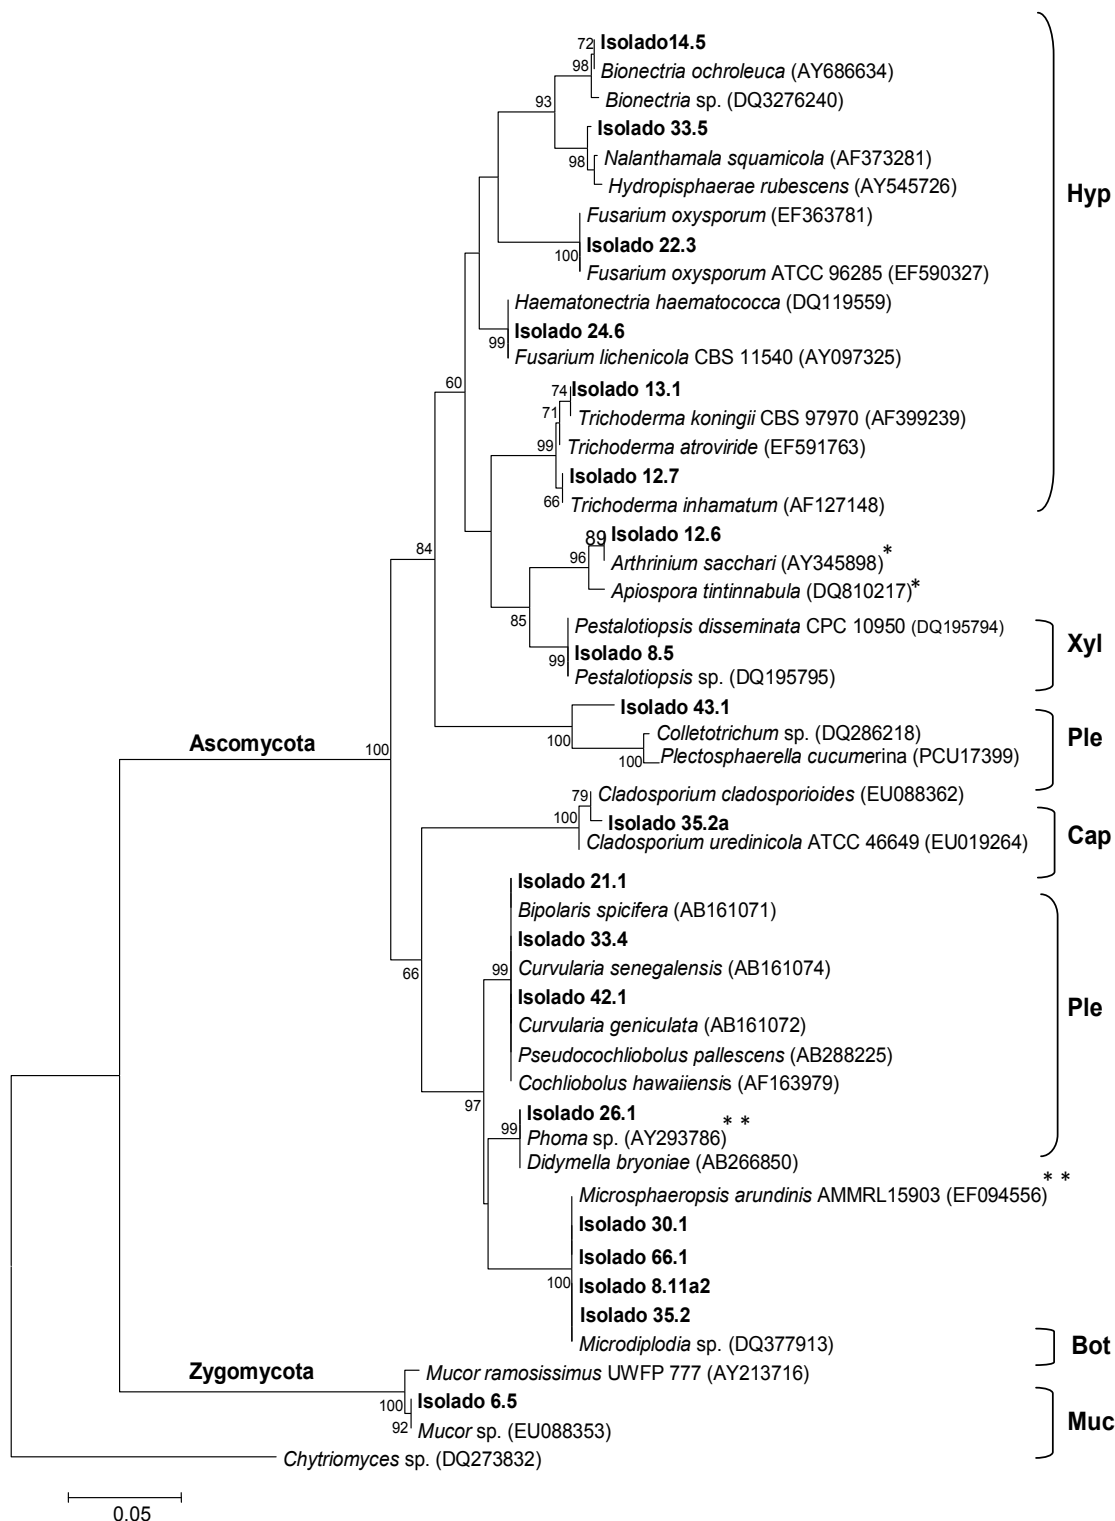 72 Isolado14.5
98 Bionectria ochroleuca (AY686634)
93 Bionectria sp. (DQ3276240)
Isolado 33.5
98 Nalanthamala squamicola (AF373281)
Hydropisphaerae rubescens (AY545726)
Hyp
Fusarium oxysporum (EF363781)
Isolado 22.3
100
Fusarium oxysporum ATCC 96285 (EF590327)
Haematonectria haematococca (DQ119559)
Isolado 24.6
99 Fusarium lichenicola CBS 11540 (AY097325)
60
74 Isolado 13.1
71 Trichoderma koningii CBS 97970 (AF399239)
99 Trichoderma atroviride (EF591763)
Isolado 12.7
66 Trichoderma inhamatum (AF127148)
89 Isolado 12.6
84 96 Arthrinium sacchari (AY345898)*
Apiospora tintinnabula (DQ810217)*
85 Pestalotiopsis disseminata CPC 10950 (DQ195794)
Xyl
99 Isolado 8.5
Pestalotiopsis sp. (DQ195795)
Isolado 43.1
Colletotrichum sp. (DQ286218)
Ple
100
100 Plectosphaerella cucumerina (PCU17399)
Ascomycota
100
79 Cladosporium cladosporioides (EU088362)
100 Isolado 35.2a
Cap
Cladosporium uredinicola ATCC 46649 (EU019264)
Isolado 21.1
Bipolaris spicifera (AB161071)
Isolado 33.4
66 99 Curvularia senegalensis (AB161074)
Isolado 42.1
Ple
Curvularia geniculata (AB161072)
Pseudocochliobolus pallescens (AB288225)
Cochliobolus hawaiiensis (AF163979)
97
Isolado 26.1
99 Phoma sp. (AY293786)* *
Didymella bryoniae (AB266850)
Microsphaeropsis arundinis AMMRL15903 (EF094556)* *
Isolado 30.1
Isolado 66.1
100 Isolado 8.11a2
Isolado 35.2
Microdiplodia sp. (DQ377913)
Bot
Zygomycota
Mucor ramosissimus UWFP 777 (AY213716)
100 Isolado 6.5
92 Mucor sp. (EU088353)
Muc
Chytriomyces sp. (DQ273832)
0.05